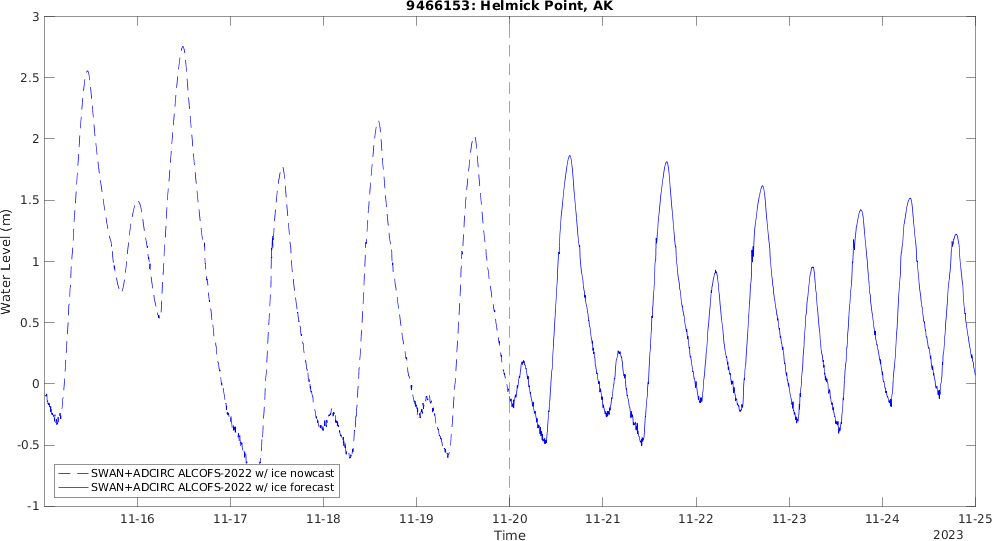 9466153: Helmick Point, AK
3
2.5
2
1.5
1
0.5
0
-0.5
-1
Water Level (m)
SWAN+ADCIRC ALCOFS-2022 w/ ice nowcast
SWAN+ADCIRC ALCOFS-2022 w/ ice forecast
11-16 11-17 11-18 11-19 11-20 11-21 11-22 11-23 11-24 11-25
Time
2023